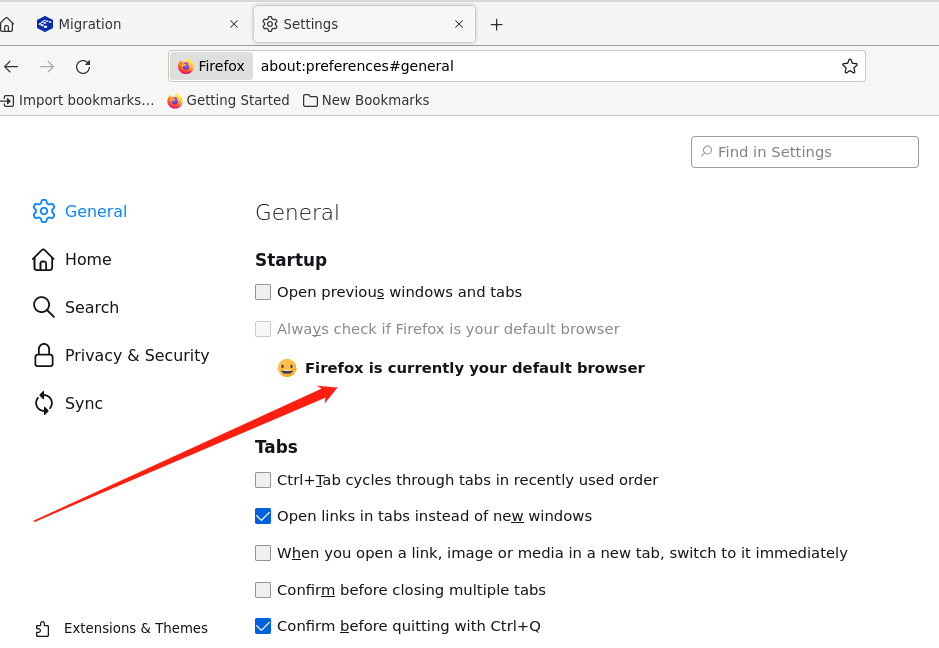 Migration
Settings
Firefox about:preferences#general
Import bookmarks… Getting Started New Bookmarks
Find in Settings
General
Home
Search
Privacy & Security
Sync
Extensions & Themes
General
Startup
Open previous windows and tabs
Always check if Firefox is your default browser
Firefox is currently your default browser
Tabs
Ctrl+Tab cycles through tabs in recently used order
Open links in tabs instead of new windows
When you open a link, image or media in a new tab, switch to it immediately
Confirm before closing multiple tabs
Confirm before quitting with Ctrl+Q